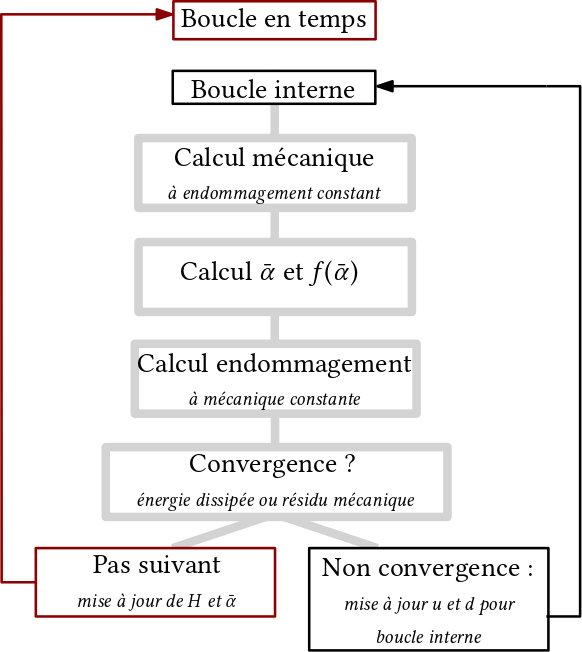 Boucle en temps
Boucle interne
Calcul mécanique
à endommagement constant
Calcul ᾱ et f(ᾱ)
Calcul endommagement
à mécanique constante
Convergence ?
énergie dissipée ou résidu mécanique
Pas suivant
mise à jour de H et ᾱ
Non convergence :
mise à jour u et d pour
boucle interne